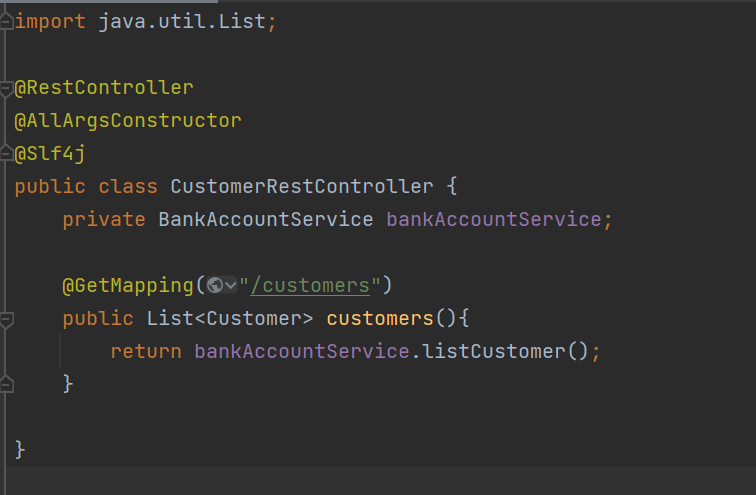 import java.util.List;
@RestController
@AllArgsConstructor
@Slf4j
public class CustomerRestController {
private BankAccountService bankAccountService;
@GetMapping("/customers")
public List<Customer> customers(){
return bankAccountService.listCustomer();
}
}